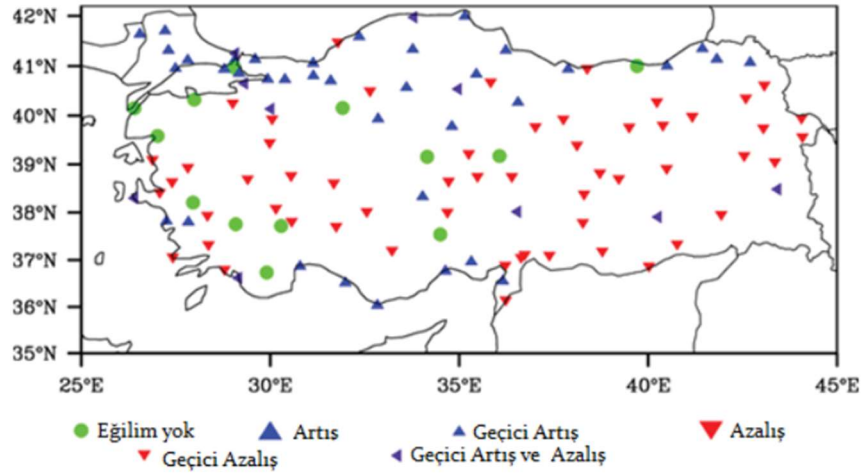 42°N
41°N
40°N
39°N
38°N
37°N
36°N
35°N
25°E 30°E 35°E 40°E 45°E
Eğilim yok Artış Geçici Artış Azalış
Geçici Azalış Geçici Artış ve Azalış